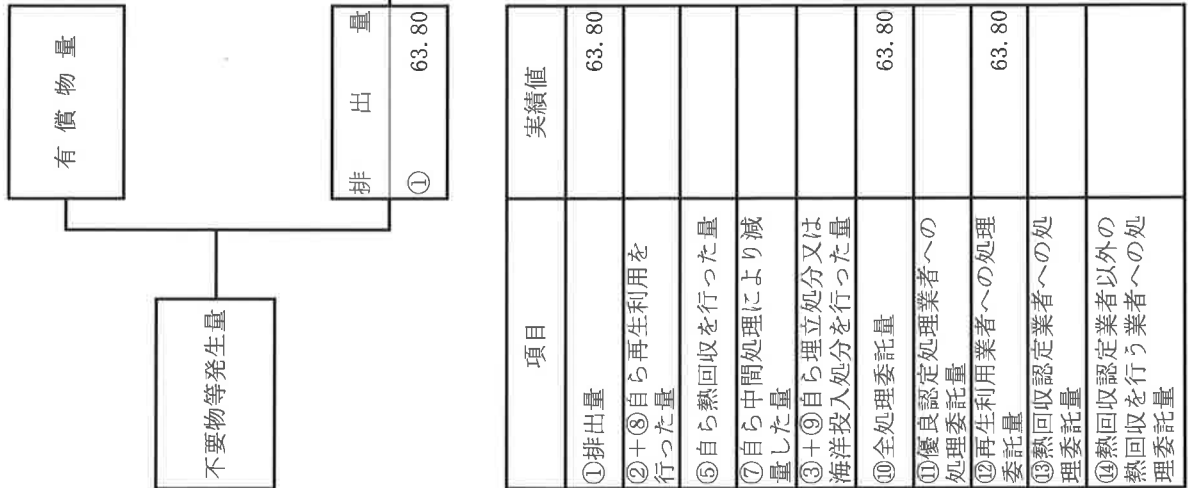 有償物量
不要物等発生量
排出量
① 63.80
項目 実績値
①排出量 63.80
②+⑧自ら再生利用を
行った量
⑤自ら熱回収を行った量
⑦自ら中間処理により減
量した量
③+⑨自ら埋立処分又は
海洋投入処分を行った量
⑩全処理委託量 63.80
⑪優良認定処理業者への
処理委託量
⑫再生利用業者への処理
委託量 63.80
⑬熱回収認定業者への処
理委託量
⑭熱回収認定業者以外の
熱回収を行う業者への処
理委託量